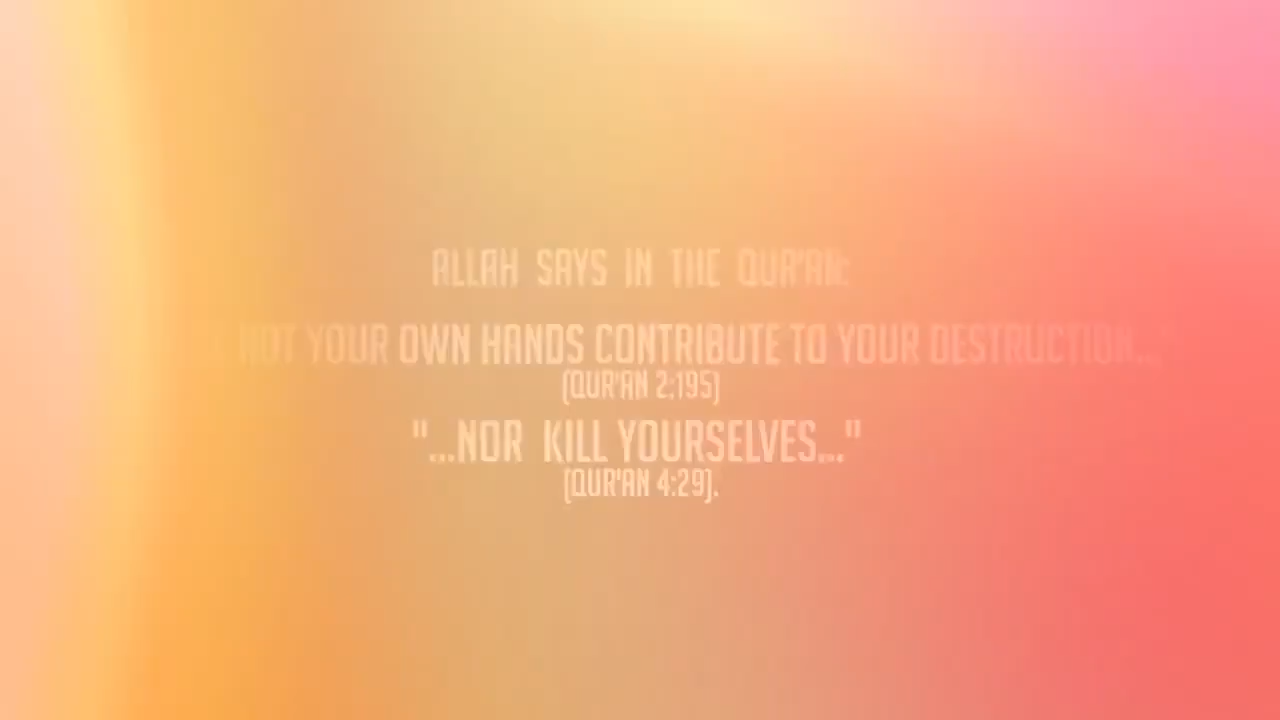 ALLAH SAYS IN THE QUR'AN:
NOT YOUR OWN HANDS CONTRIBUTE TO YOUR DESTRUCTION...
(QUR'AN 2:195)
"...NOR KILL YOURSELVES..."
(QUR'AN 4:29).